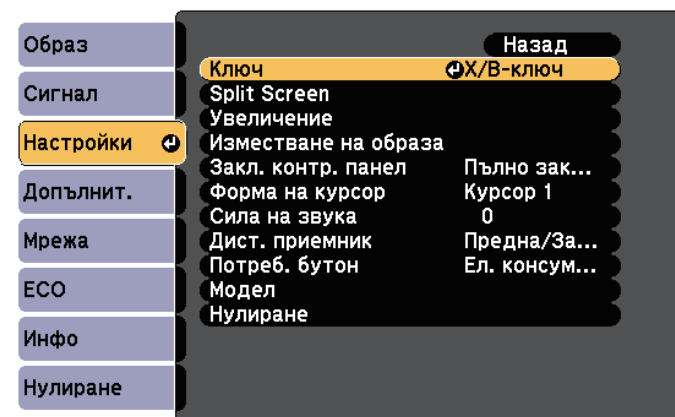 Образ
Сигнал
Настройки
Допълнит.
Мрежа
ECO
Инфо
Нулиране
Назад
Ключ Х/В-ключ
Split Screen
Увеличение
Изместване на образа
Закл. контр. панел Пълно зак...
Форма на курсор Курсор 1
Сила на звука 0
Дист. приемник Предна/За...
Потреб. бутон Ел. консум...
Модел
Нулиране